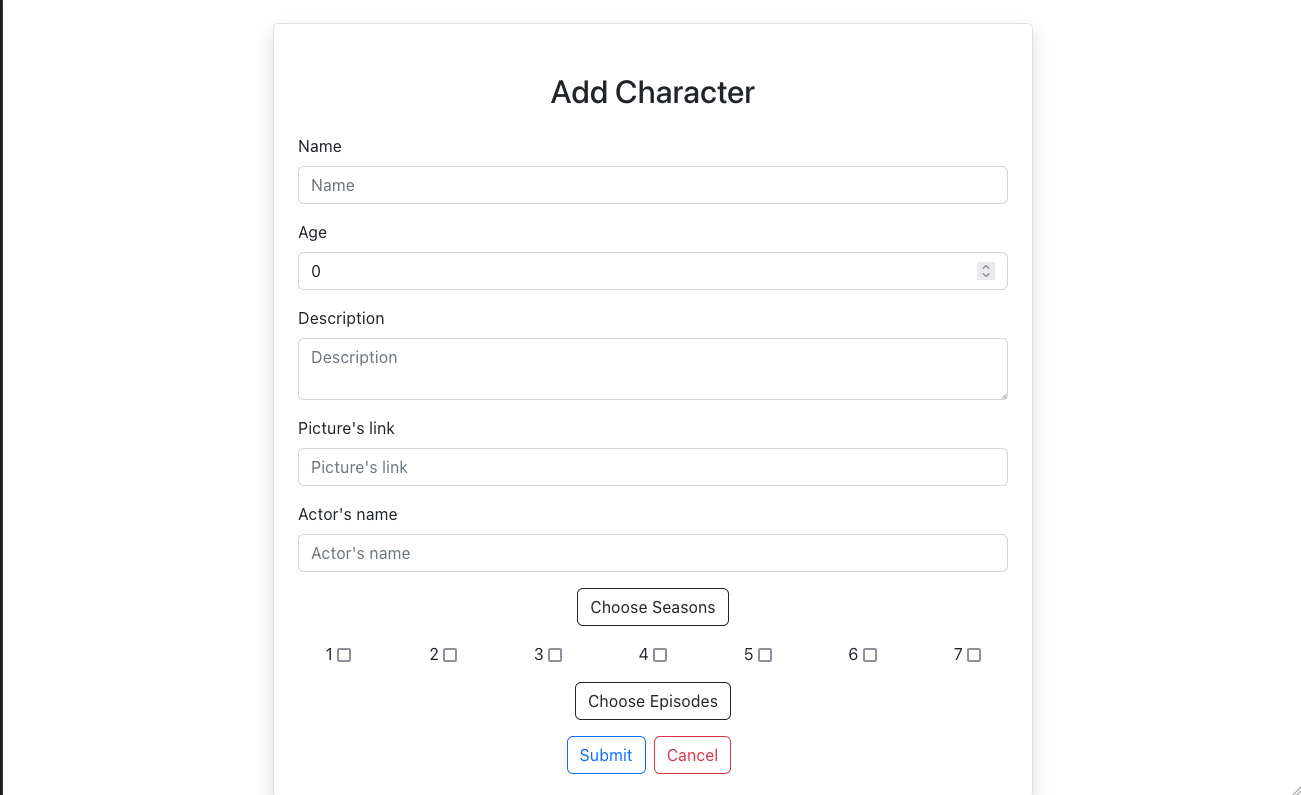 Add Character
Name
Name
Age
0
Description
Description
Picture's link
Picture's link
Actor's name
Actor's name
Choose Seasons
1 2 3 4 5 6 7
Choose Episodes
Submit Cancel